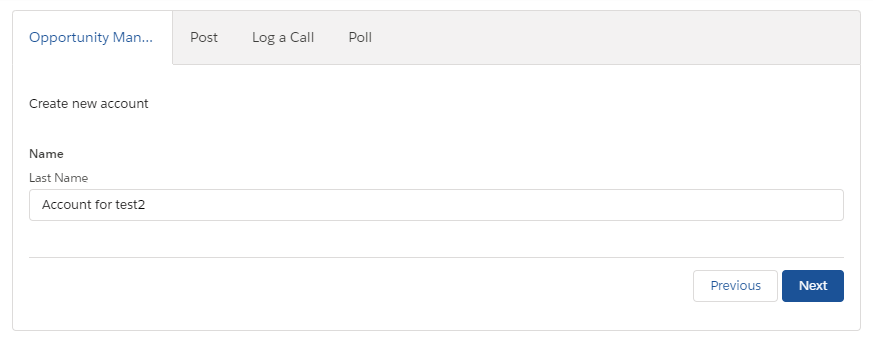 Opportunity Man... Post Log a Call Poll
Create new account
Name
Last Name
Account for test2
Previous Next